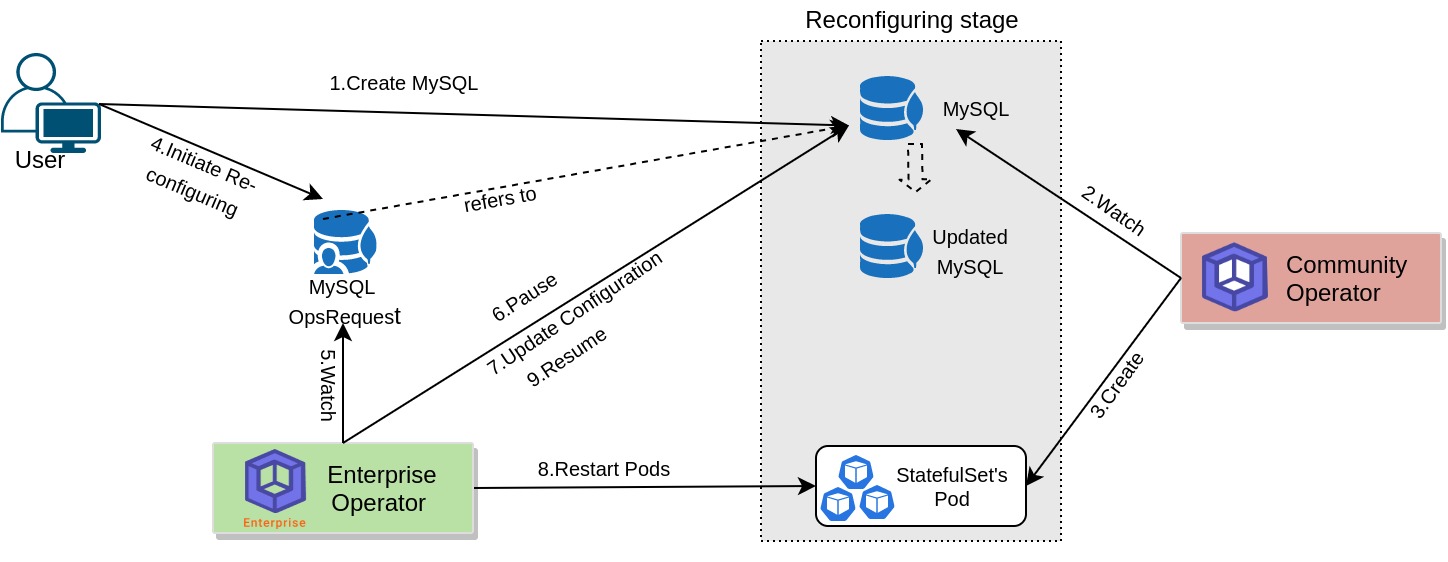 Reconfiguring stage
1.Create MySQL
MySQL
User
4.Initiate Re-
configuring
refers to
2.Watch
Updated
MySQL
Community
Operator
MySQL
OpsRequest
6.Pause
7.Update Configuration
9.Resume
5.Watch
3.Create
Enterprise
Operator
Enterprise
8.Restart Pods
StatefulSet's
Pod